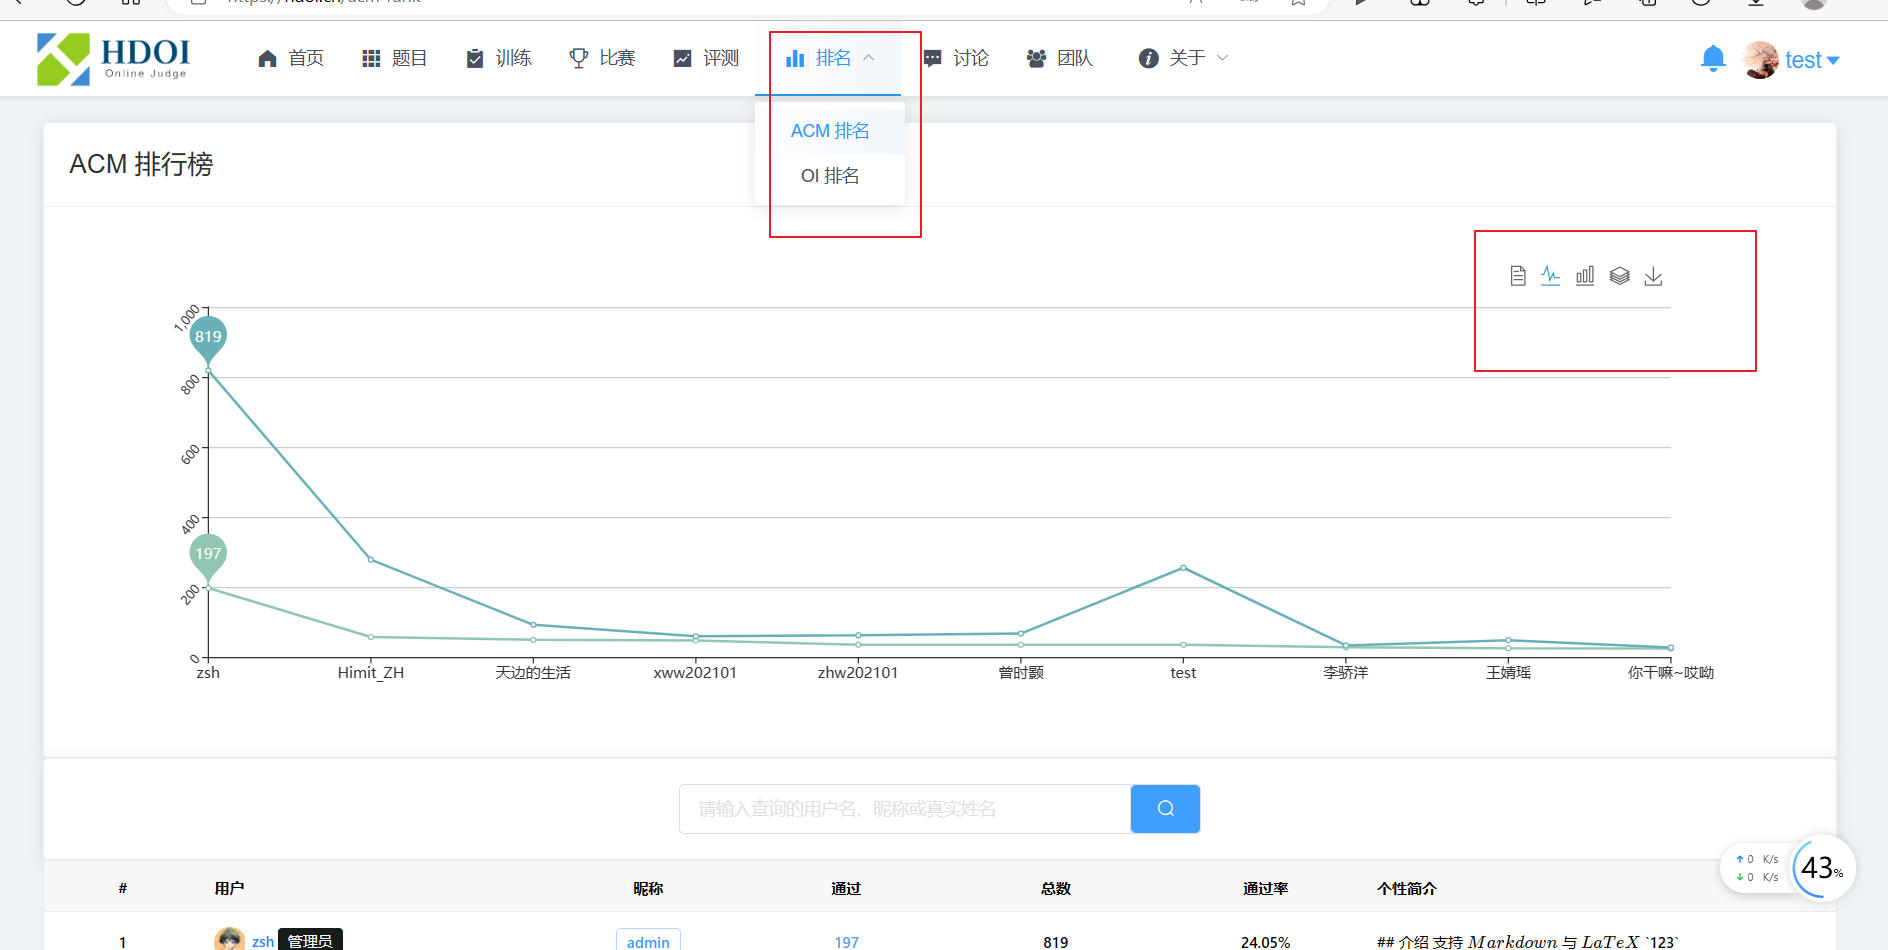 HDOI
Online Judge
首页
题目
训练
比赛
评测
排名
讨论
团队
关于
test
ACM 排名
OI 排名
ACM 排行榜
1,000
819
800
600
400
197
200
0
zsh
Himit_ZH
天边的生活
xww202101
zhw202101
曾时颢
test
李骄洋
王婧瑶
你干嘛~哎呦
请输入查询的用户名、昵称或真实姓名
0 K/s
0 K/s
43%
# 用户 昵称 通过 总数 通过率 个性简介
1 zsh 管理员 admin 197 819 24.05% ## 介绍 支持 Markdown 与 LaTeX `123`